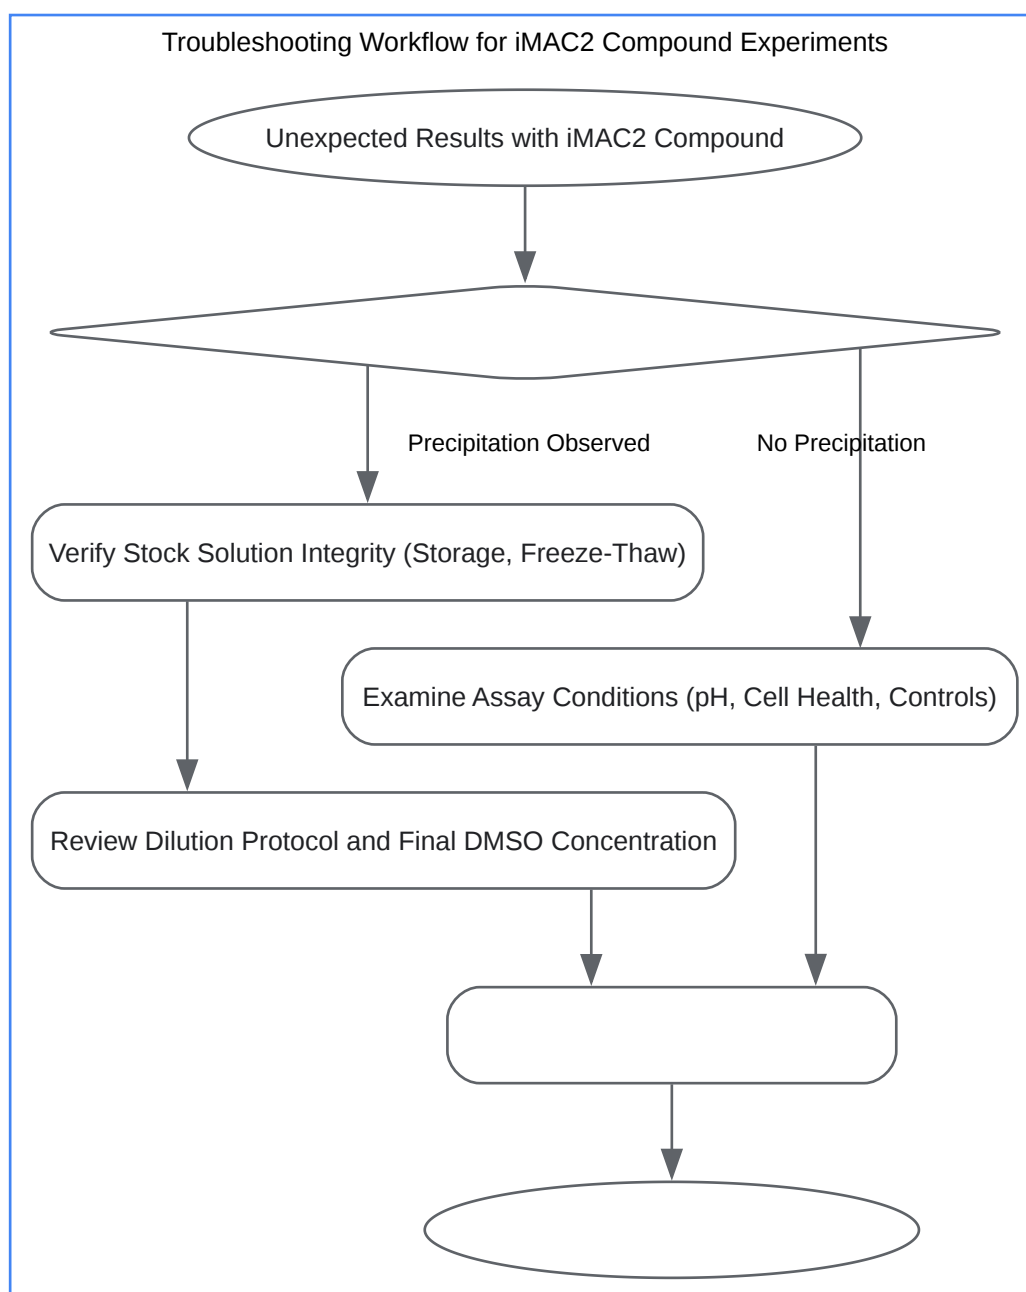 Troubleshooting Workflow for iMAC2 Compound Experiments
Unexpected Results with iMAC2 Compound
Precipitation Observed
No Precipitation
Verify Stock Solution Integrity (Storage, Freeze-Thaw)
Examine Assay Conditions (pH, Cell Health, Controls)
Review Dilution Protocol and Final DMSO Concentration